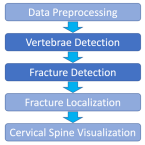 Data Preprocessing
Vertebrae Detection
Fracture Detection
Fracture Localization
Cervical Spine Visualization